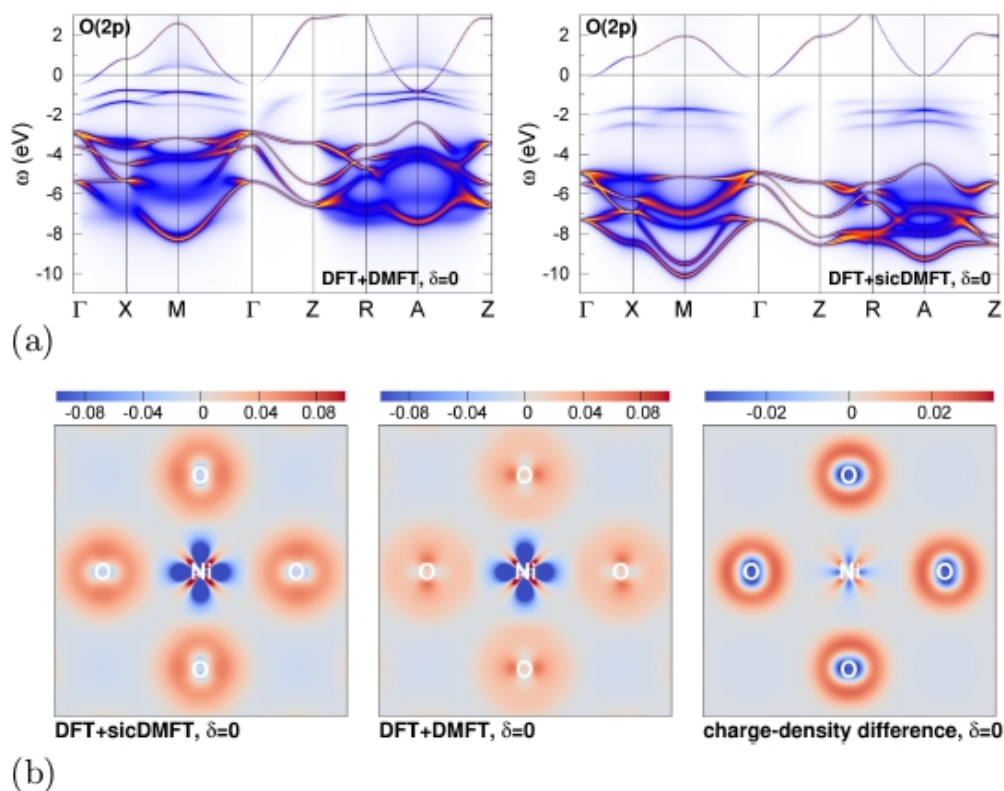 O(2p)
O(2p)
2
0
-2
-4
-6
-8
-10
ω (eV)
DFT+DMFT, δ=0
Γ X M Γ Z R A Z
2
0
-2
-4
-6
-8
-10
ω (eV)
DFT+sicDMFT, δ=0
Γ X M Γ Z R A Z
(a)
-0.08 -0.04 0 0.04 0.08
-0.08 -0.04 0 0.04 0.08
-0.02 0 0.02
O
O Ni O
O
O
O Ni O
O
O
O Ni O
O
DFT+sicDMFT, δ=0
DFT+DMFT, δ=0
charge-density difference, δ=0
(b)